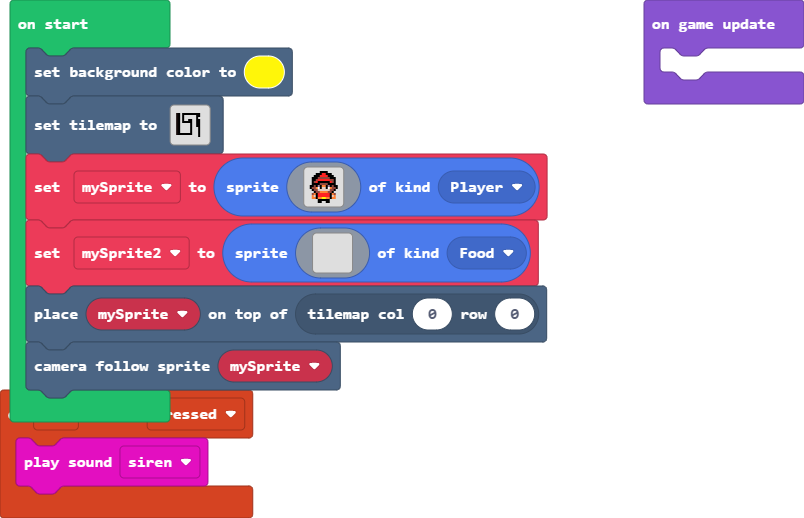 on start
on game update
set background color to
set tilemap to
set mySprite to sprite of kind Player
set mySprite2 to sprite of kind Food
place mySprite on top of tilemap col 0 row 0
camera follow sprite mySprite
play sound siren